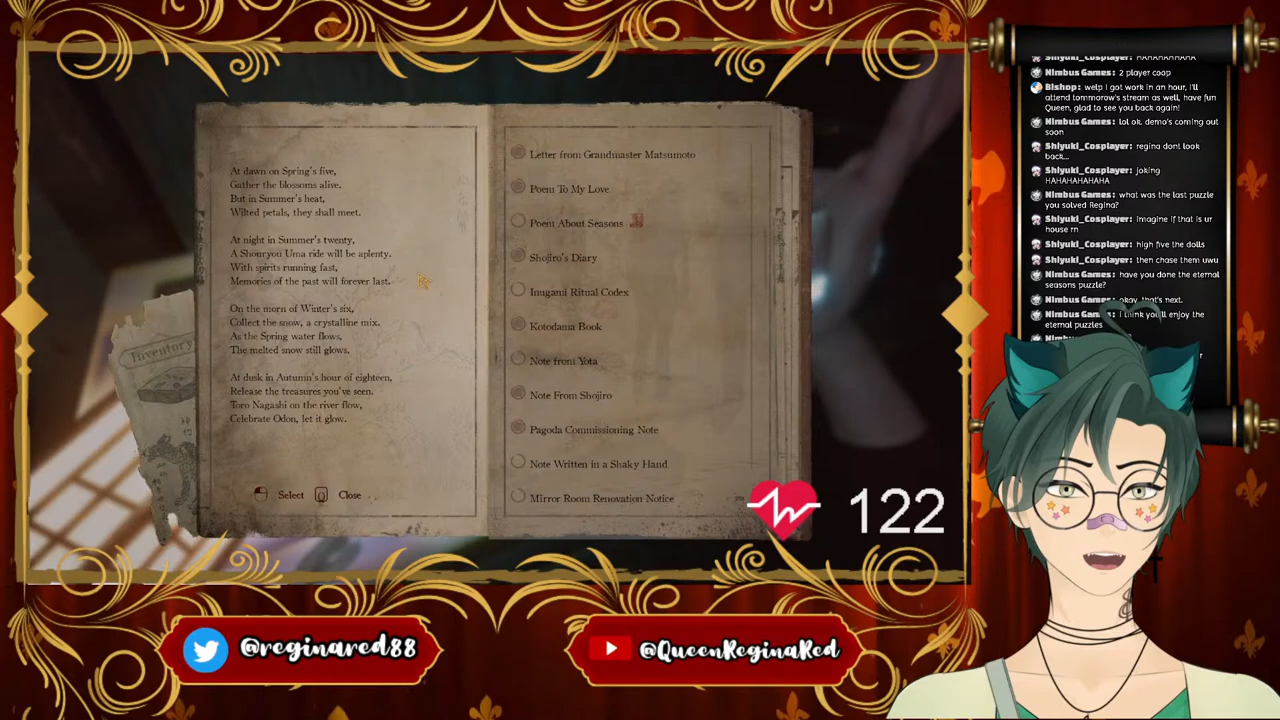 At dawn on Spring's five,
Gather the blossoms alive.
But in Summer's heat,
Wilted petals, they shall meet.
At night in Summer's twenty,
A Shouryou Uma ride will be aplenty.
With spirits running fast,
Memories of the past will forever last.
On the morn of Winter's six,
Collect the snow, a crystalline mix.
As the Spring water flows,
The melted snow still glows.
At dusk in Autumn's hour of eighteen,
Release the treasures you've seen.
Toro Nagashi on the river flow,
Celebrate Odon, let it glow.
Select
Close
Inventory
Letter from Grandmaster Matsumoto
Poem To My Love
Poem About Seasons
Shojiro's Diary
Inugami Ritual Codex
Kotodama Book
Note from Yota
Note From Shojiro
Pagoda Commissioning Note
Note Written in a Shaky Hand
Mirror Room Renovation Notice
122
@reginared88
@QueenReginaRed
Shiyuki_Cosplayer: HAHAHAHAHA
Nimbus Games: 2 player coop
Bishop: welp I got work in an hour, I'll
attend tommorow's stream as well, have fun
Queen, glad to see you back again!
Nimbus Games: lol ok. demo's coming out
soon
Shiyuki_Cosplayer: regina dont look
back...
Shiyuki_Cosplayer: joking
HAHAHAHAHAHA
Nimbus Games: what was the last puzzle
you solved Regina?
Shiyuki_Cosplayer: Imagine if that is ur
house rn
Shiyuki_Cosplayer: high five the dolls
Shiyuki_Cosplayer: then chase them uwu
Nimbus Games: have you done the eternal
seasons puzzle?
Nimbus Games: okay, that's next.
Nimbus Games: I think you'll enjoy the
eternal puzzles